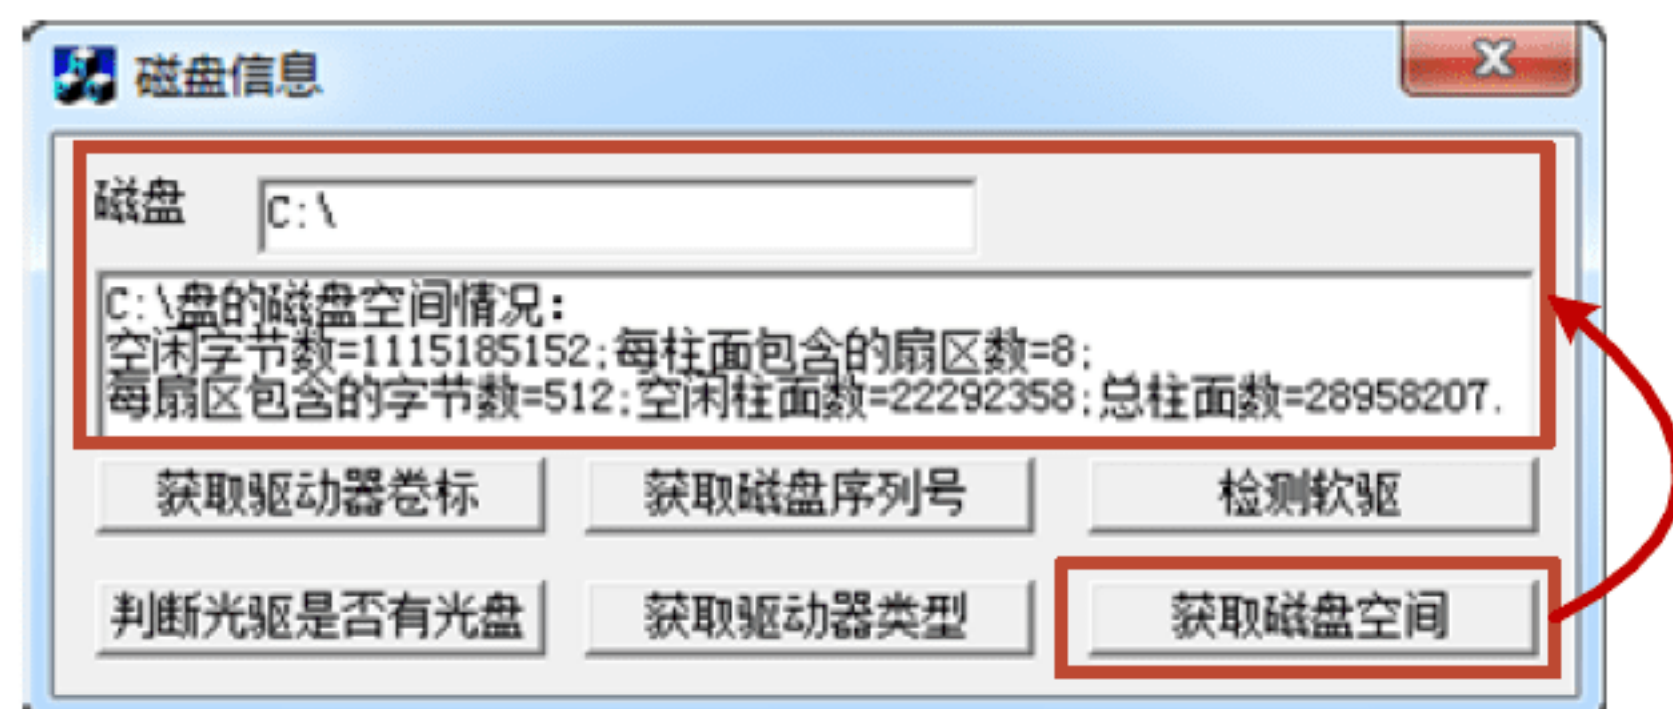 磁盘信息
磁盘
C:\
C:\盘的磁盘空间情况:
空闲字节数=1115185152;每柱面包含的扇区数=8;
每扇区包含的字节数=512;空闲柱面数=22292358;总柱面数=28958207.
获取驱动器卷标
获取磁盘序列号
检测软驱
判断光驱是否有光盘
获取驱动器类型
获取磁盘空间